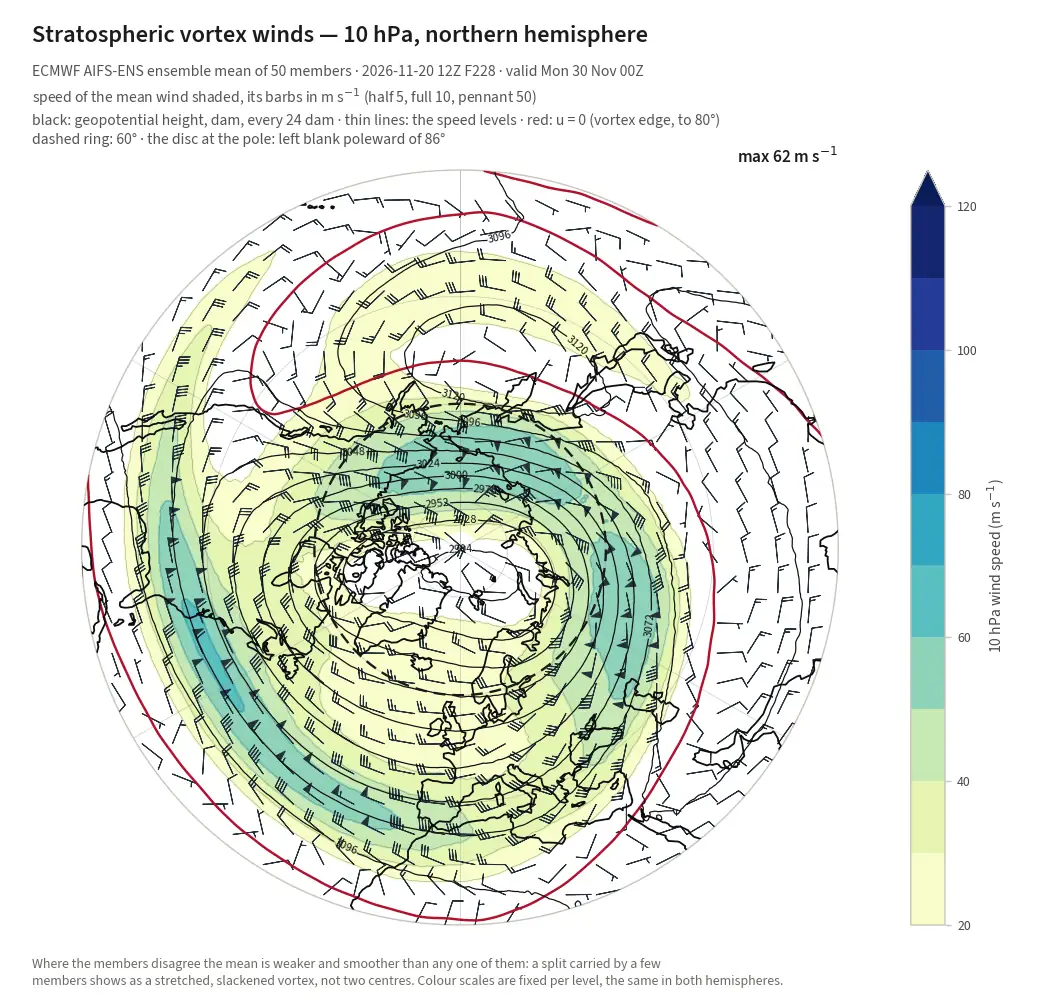 Stratospheric vortex winds — 10 hPa, northern hemisphere
ECMWF AIFS-ENS ensemble mean of 50 members · 2026-11-20 12Z F228 · valid Mon 30 Nov 00Z
speed of the mean wind shaded, its barbs in m s⁻¹ (half 5, full 10, pennant 50)
black: geopotential height, dam, every 24 dam · thin lines: the speed levels · red: u = 0 (vortex edge, to 80°)
dashed ring: 60° · the disc at the pole: left blank poleward of 86°
max 62 m s⁻¹
120
100
80
60
40
20
10 hPa wind speed (m s⁻¹)
3096
3120
3120
3048
3024
3000
2952
2928
2904
3072
3096
Where the members disagree the mean is weaker and smoother than any one of them: a split carried by a few
members shows as a stretched, slackened vortex, not two centres. Colour scales are fixed per level, the same in both hemispheres.